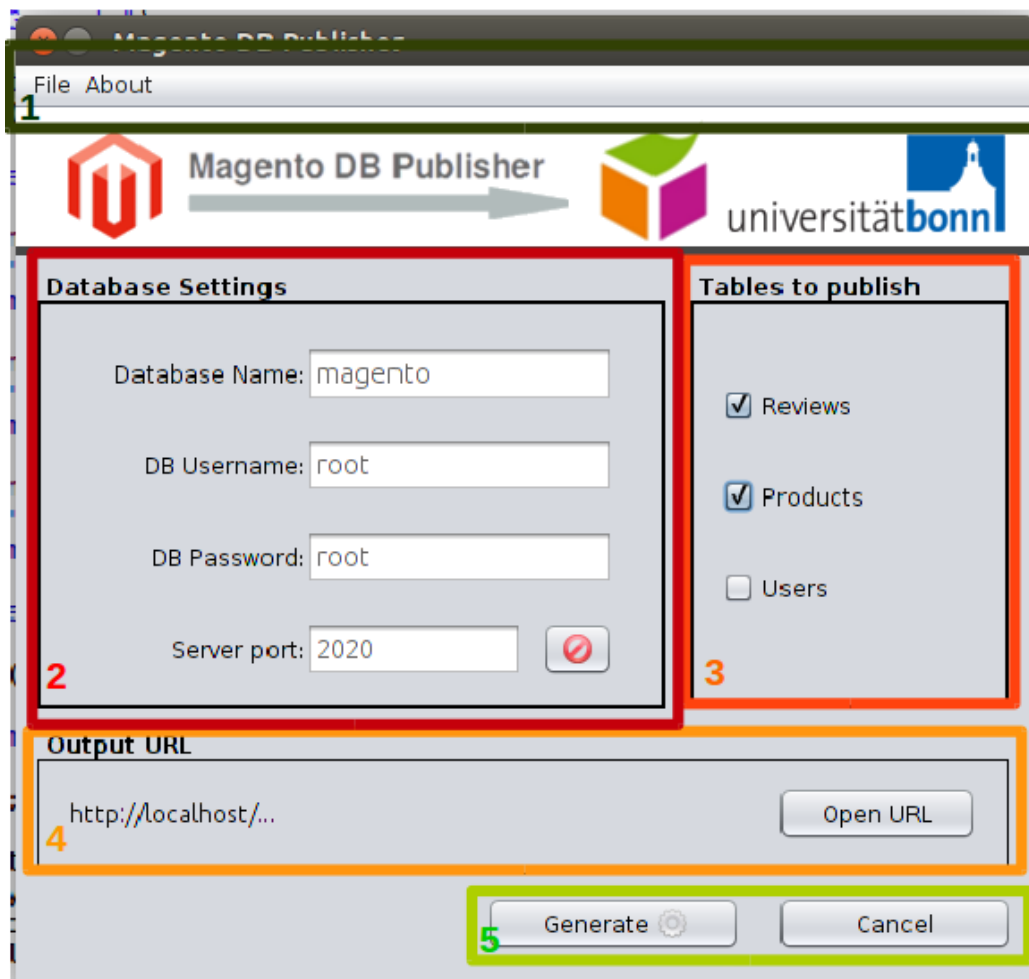 Magento DB Publisher
File About
1
Magento DB Publisher
universitätbonn
Database Settings
Database Name: magento
DB Username: root
DB Password: root
Server port: 2020
2
Tables to publish
Reviews
Products
Users
3
Output URL
http://localhost/...
Open URL
4
Generate
Cancel
5